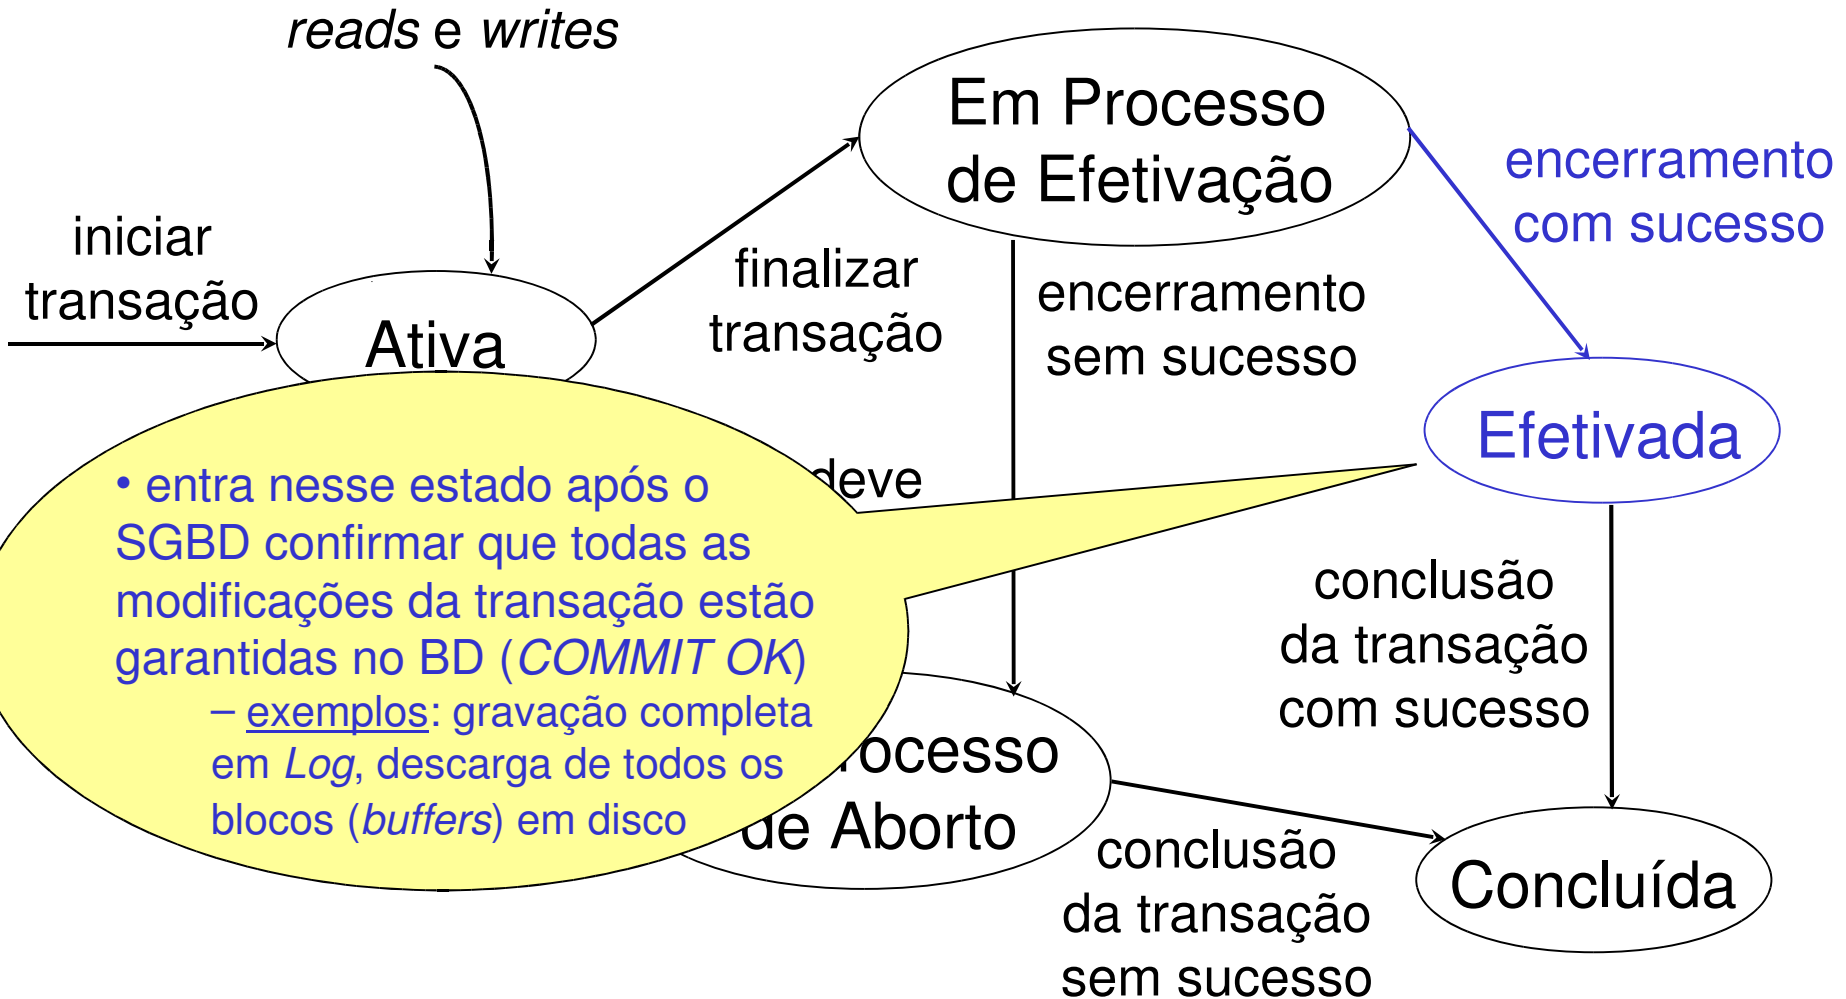 reads e writes
Em Processo
de Efetivação
encerramento
com sucesso
iniciar
transação
finalizar
transação
encerramento
sem sucesso
Ativa
Efetivada
deve
• entra nesse estado após o
SGBD confirmar que todas as
modificações da transação estão
garantidas no BD (COMMIT OK)
– exemplos: gravação completa
em Log, descarga de todos os
blocos (buffers) em disco
conclusão
da transação
com sucesso
ocesso
de Aborto
conclusão
da transação
sem sucesso
Concluída